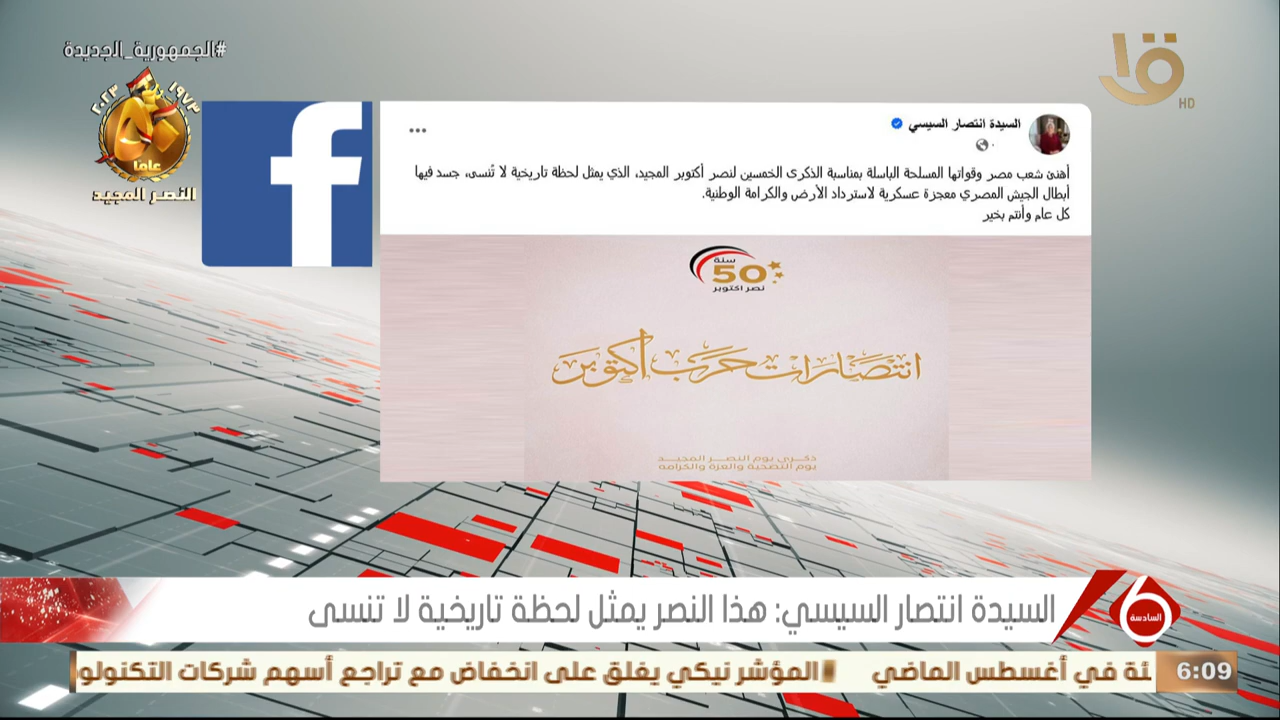 #الجمهورية_الجديدة
١٩٧٣
٢٠٢٣
٥٠
عامًا
النصر المجيد
HD
السيدة انتصار السيسي
أهنئ شعب مصر وقواتها المسلحة الباسلة بمناسبة الذكرى الخمسين لنصر أكتوبر المجيد، الذي يمثل لحظة تاريخية لا تُنسى، جسد فيها
أبطال الجيش المصري معجزة عسكرية لاسترداد الأرض والكرامة الوطنية.
كل عام وأنتم بخير
سنة
50
نصر اكتوبر
انتصارات حرب أكتوبر
ذكرى يوم النصر المجيد
يوم التضحية والعزة والكرامة
السيدة انتصار السيسي: هذا النصر يمثل لحظة تاريخية لا تنسى
السادسة
6:09
ئة في أغسطس الماضي
المؤشر نيكي يغلق على انخفاض مع تراجع أسهم شركات التكنولو